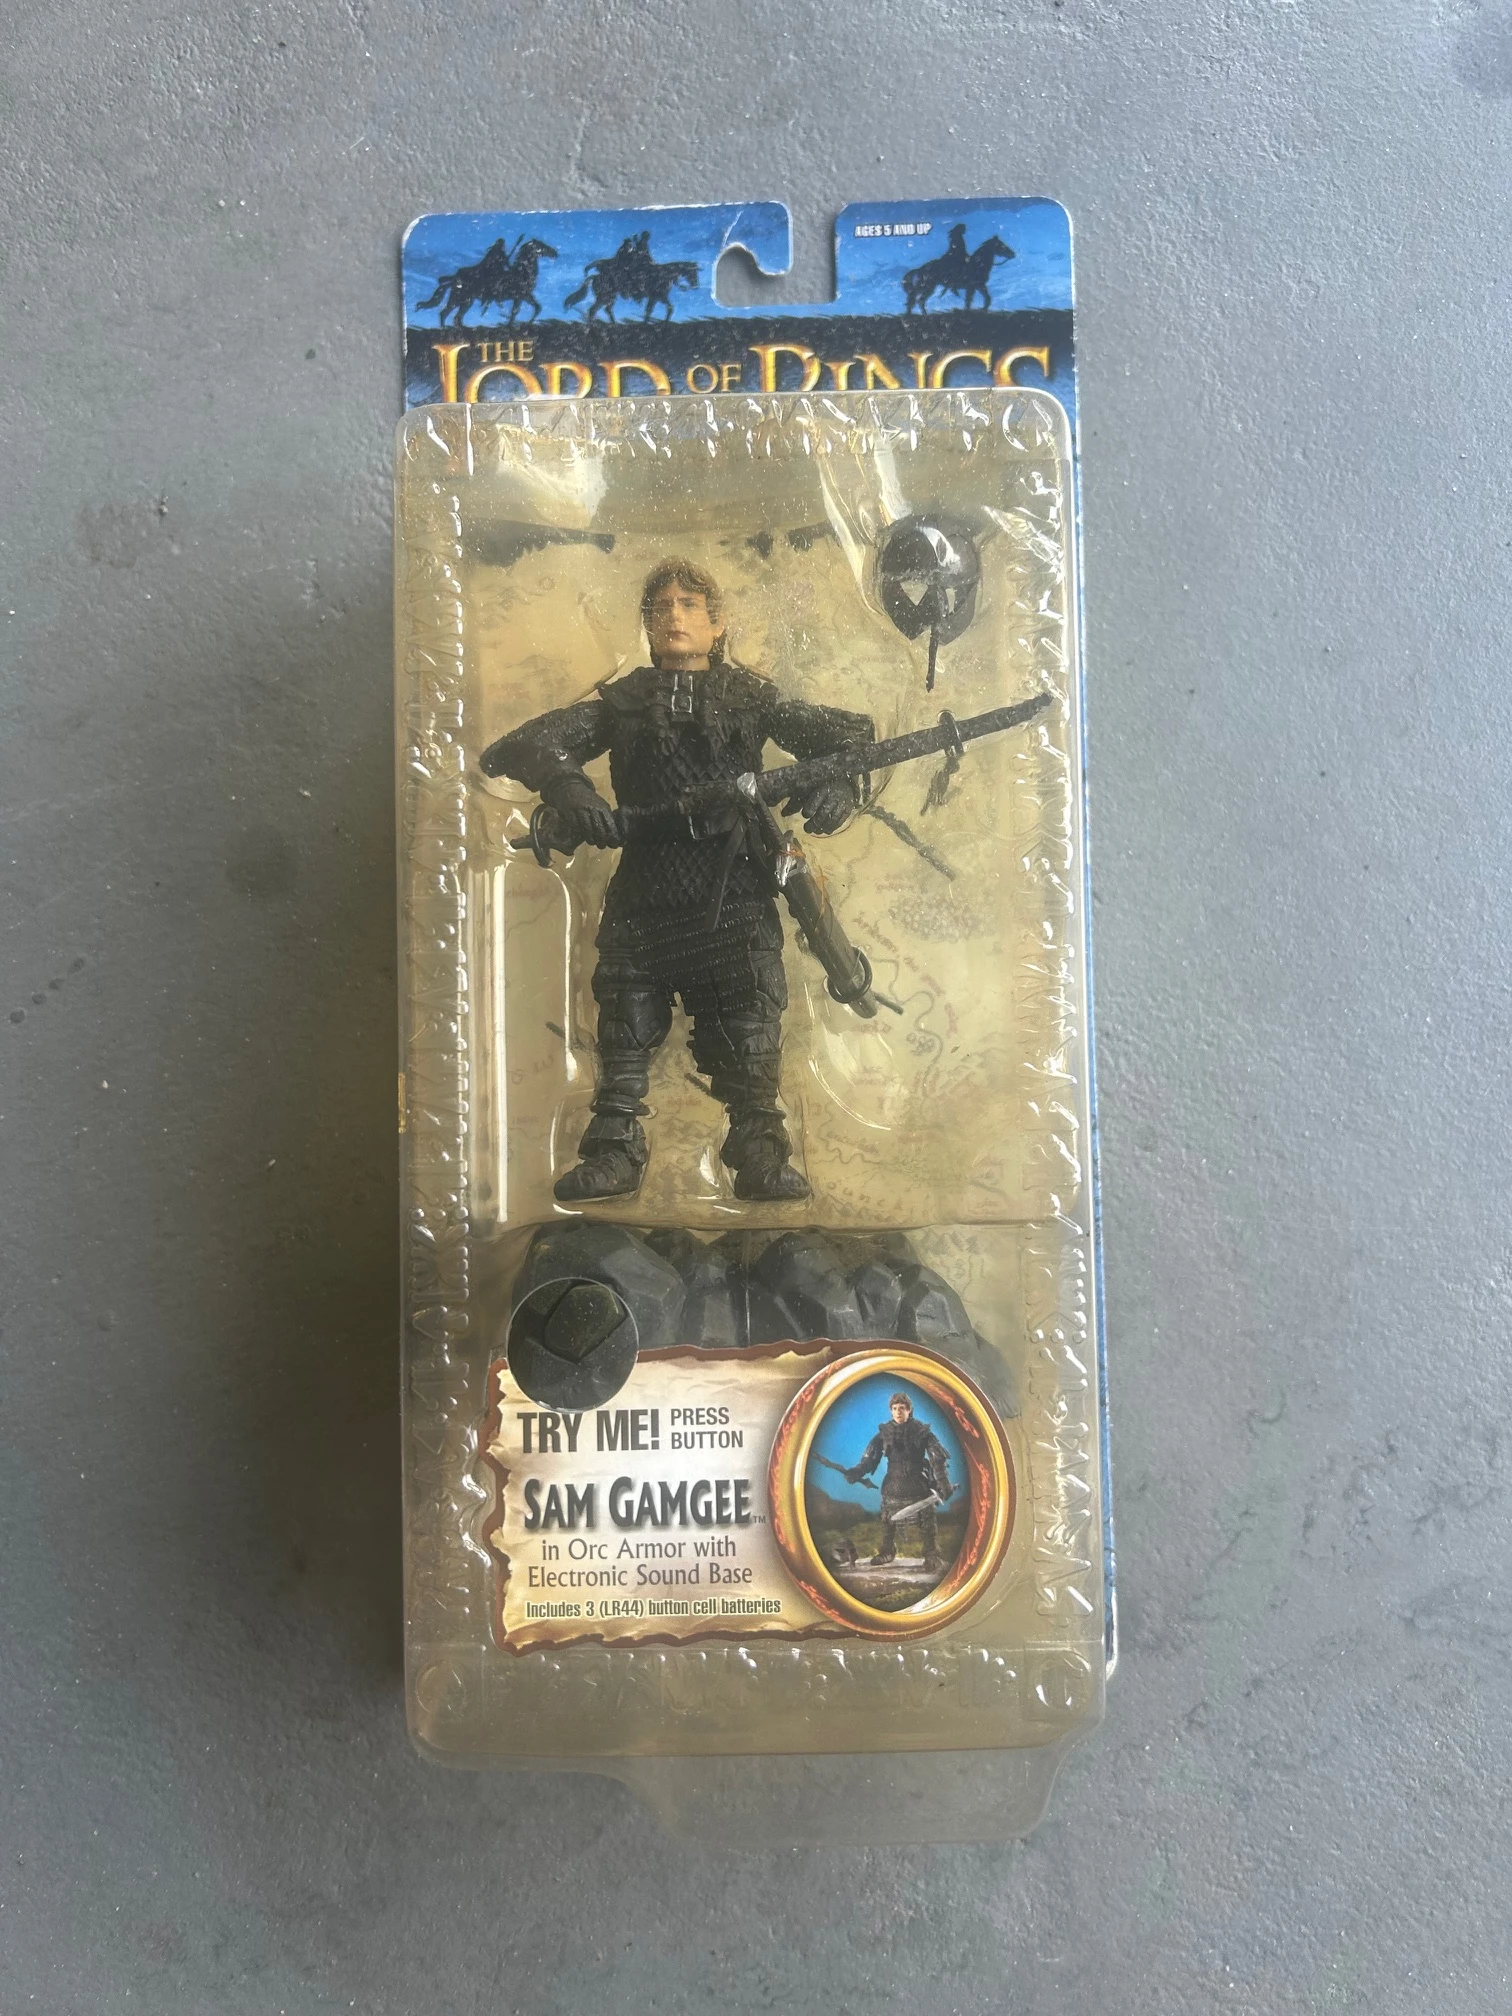 AGES 5 AND UP
THE
LORD OF RINGS
TRY ME! PRESS
BUTTON
SAM GAMGEE™
in Orc Armor with
Electronic Sound Base
Includes 3 (LR44) button cell batteries